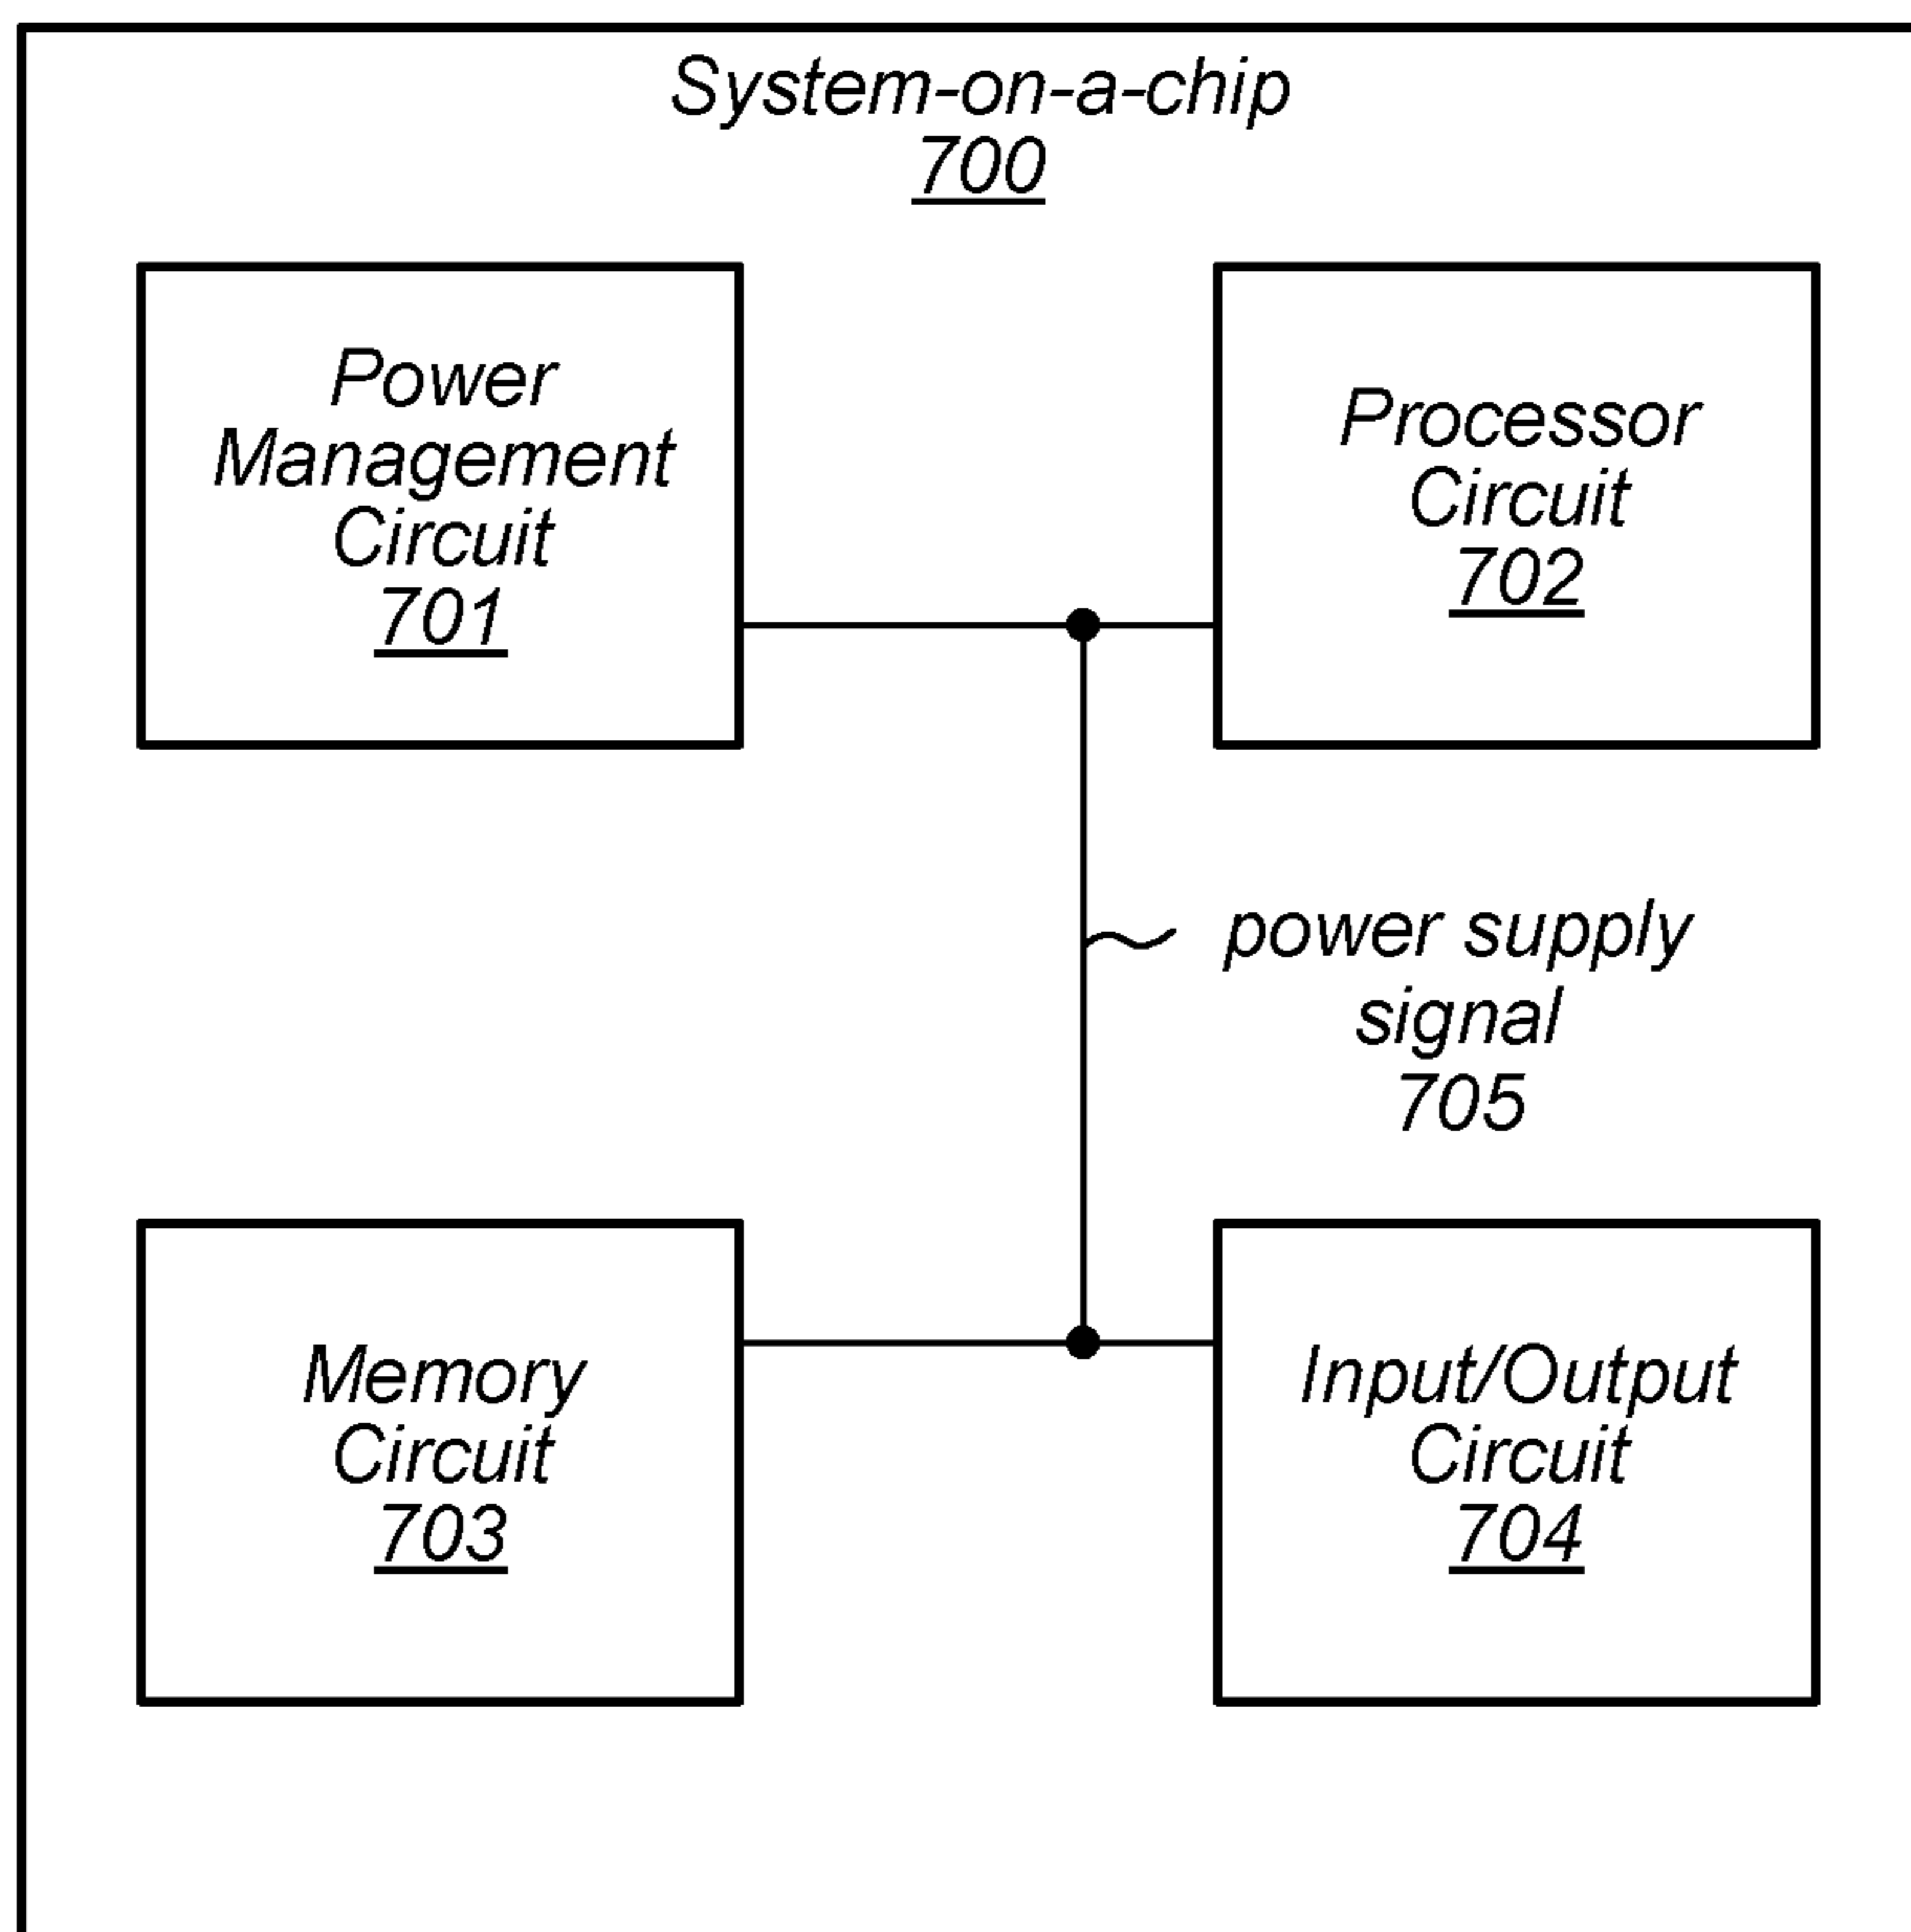 System-on-a-chip
700
Power
Management
Circuit
701
Processor
Circuit
702
power supply
signal
705
Memory
Circuit
703
Input/Output
Circuit
704